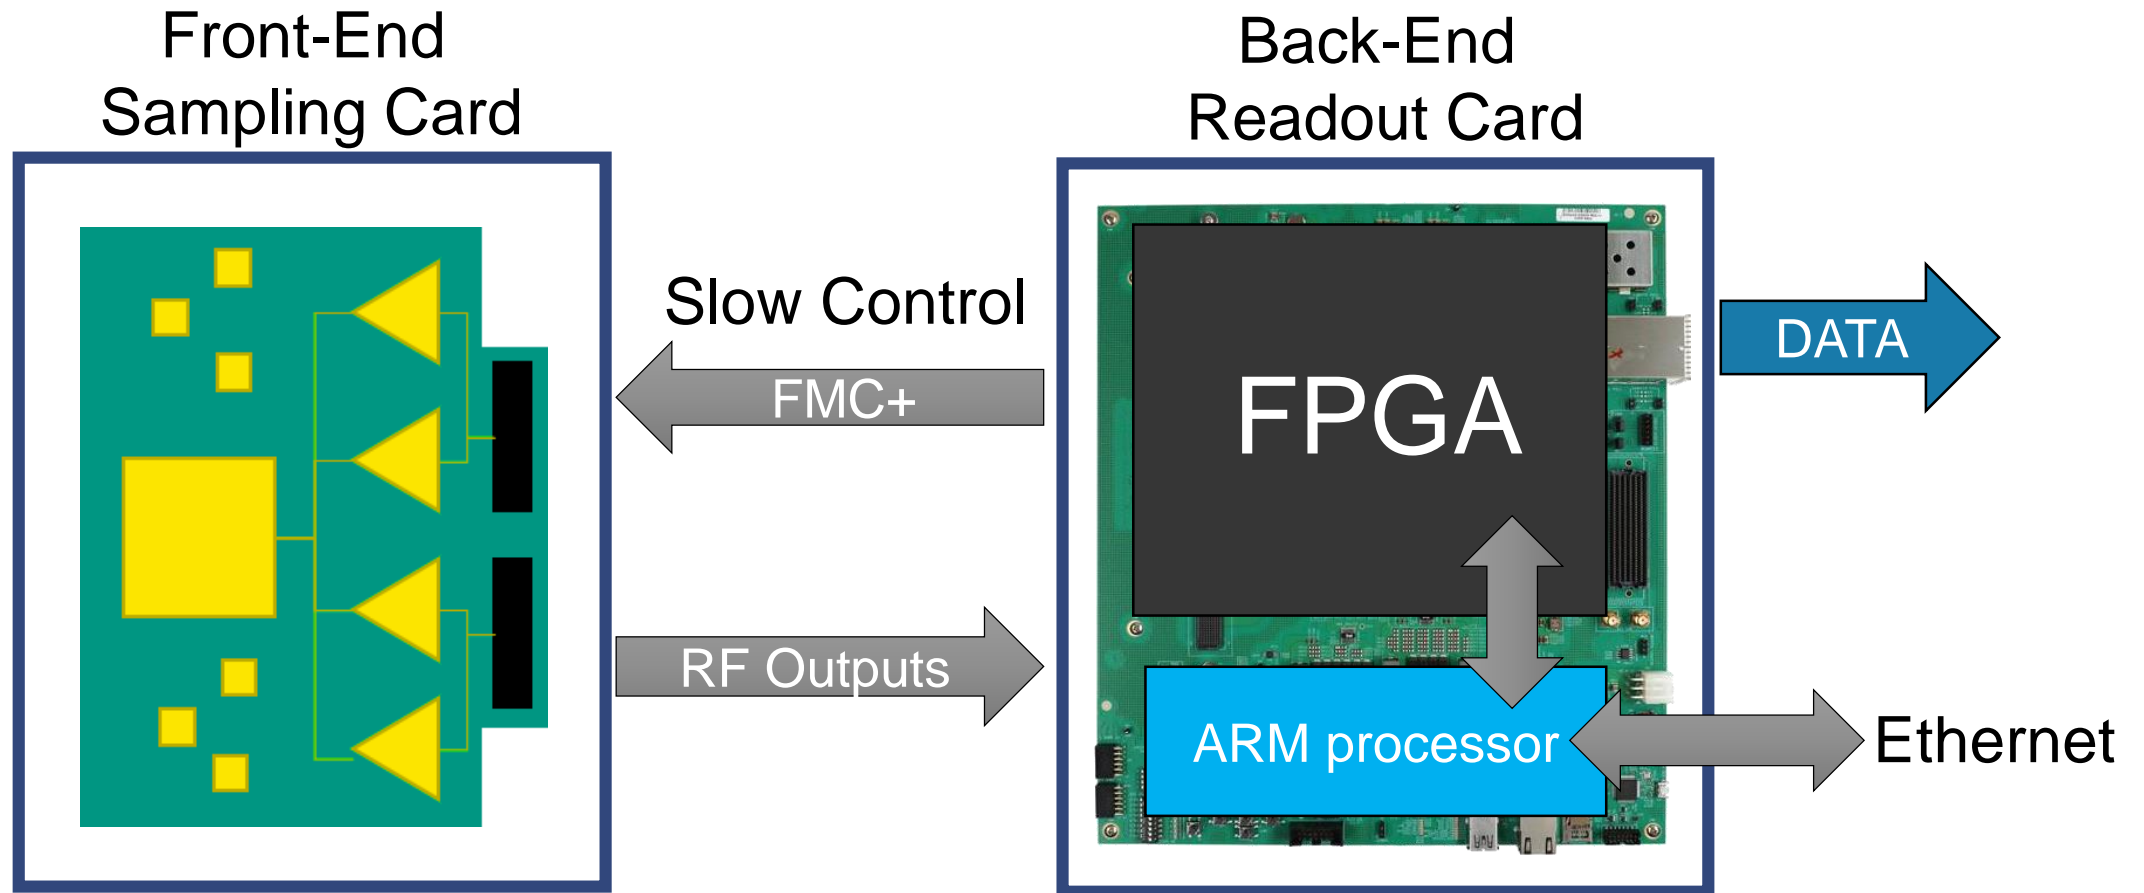 Front-End
Sampling Card
Back-End
Readout Card
Slow Control
FMC+
RF Outputs
FPGA
ARM processor
DATA
Ethernet